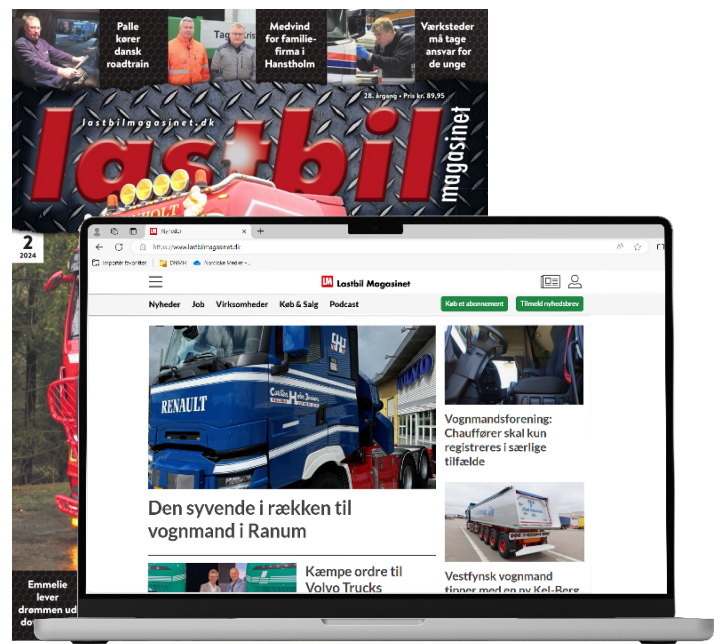 Palle
kører
dansk
roadtrain
Medvind
for familie-
firma i
Hanstholm
Værksteder
må tage
ansvar for
de unge
28. årgang • Pris kr. 89,95
lastbilmagasinet.dk
lastbil
magasinet
2
2024
Nyheder
https://www.lastbilmagasinet.dk
Importér favoritter
DNMH
Nordiske Medier -
LM Lastbil Magasinet
Nyheder Job Virksomheder Køb & Salg Podcast
Køb et abonnement
Tilmeld nyhedsbrev
RENAULT
VOLVO
Den syvende i rækken til
vognmand i Ranum
Vognmandsforening:
Chauffører skal kun
registreres i særlige
tilfælde
Kæmpe ordre til
Volvo Trucks
Vestfynsk vognmand
tipper med en ny Kel-Berg
Emmelie
lever
drømmen ud